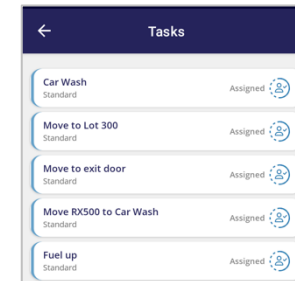 Tasks
Car Wash
Standard
Assigned
Move to Lot 300
Standard
Assigned
Move to exit door
Standard
Assigned
Move RX500 to Car Wash
Standard
Assigned
Fuel up
Standard
Assigned